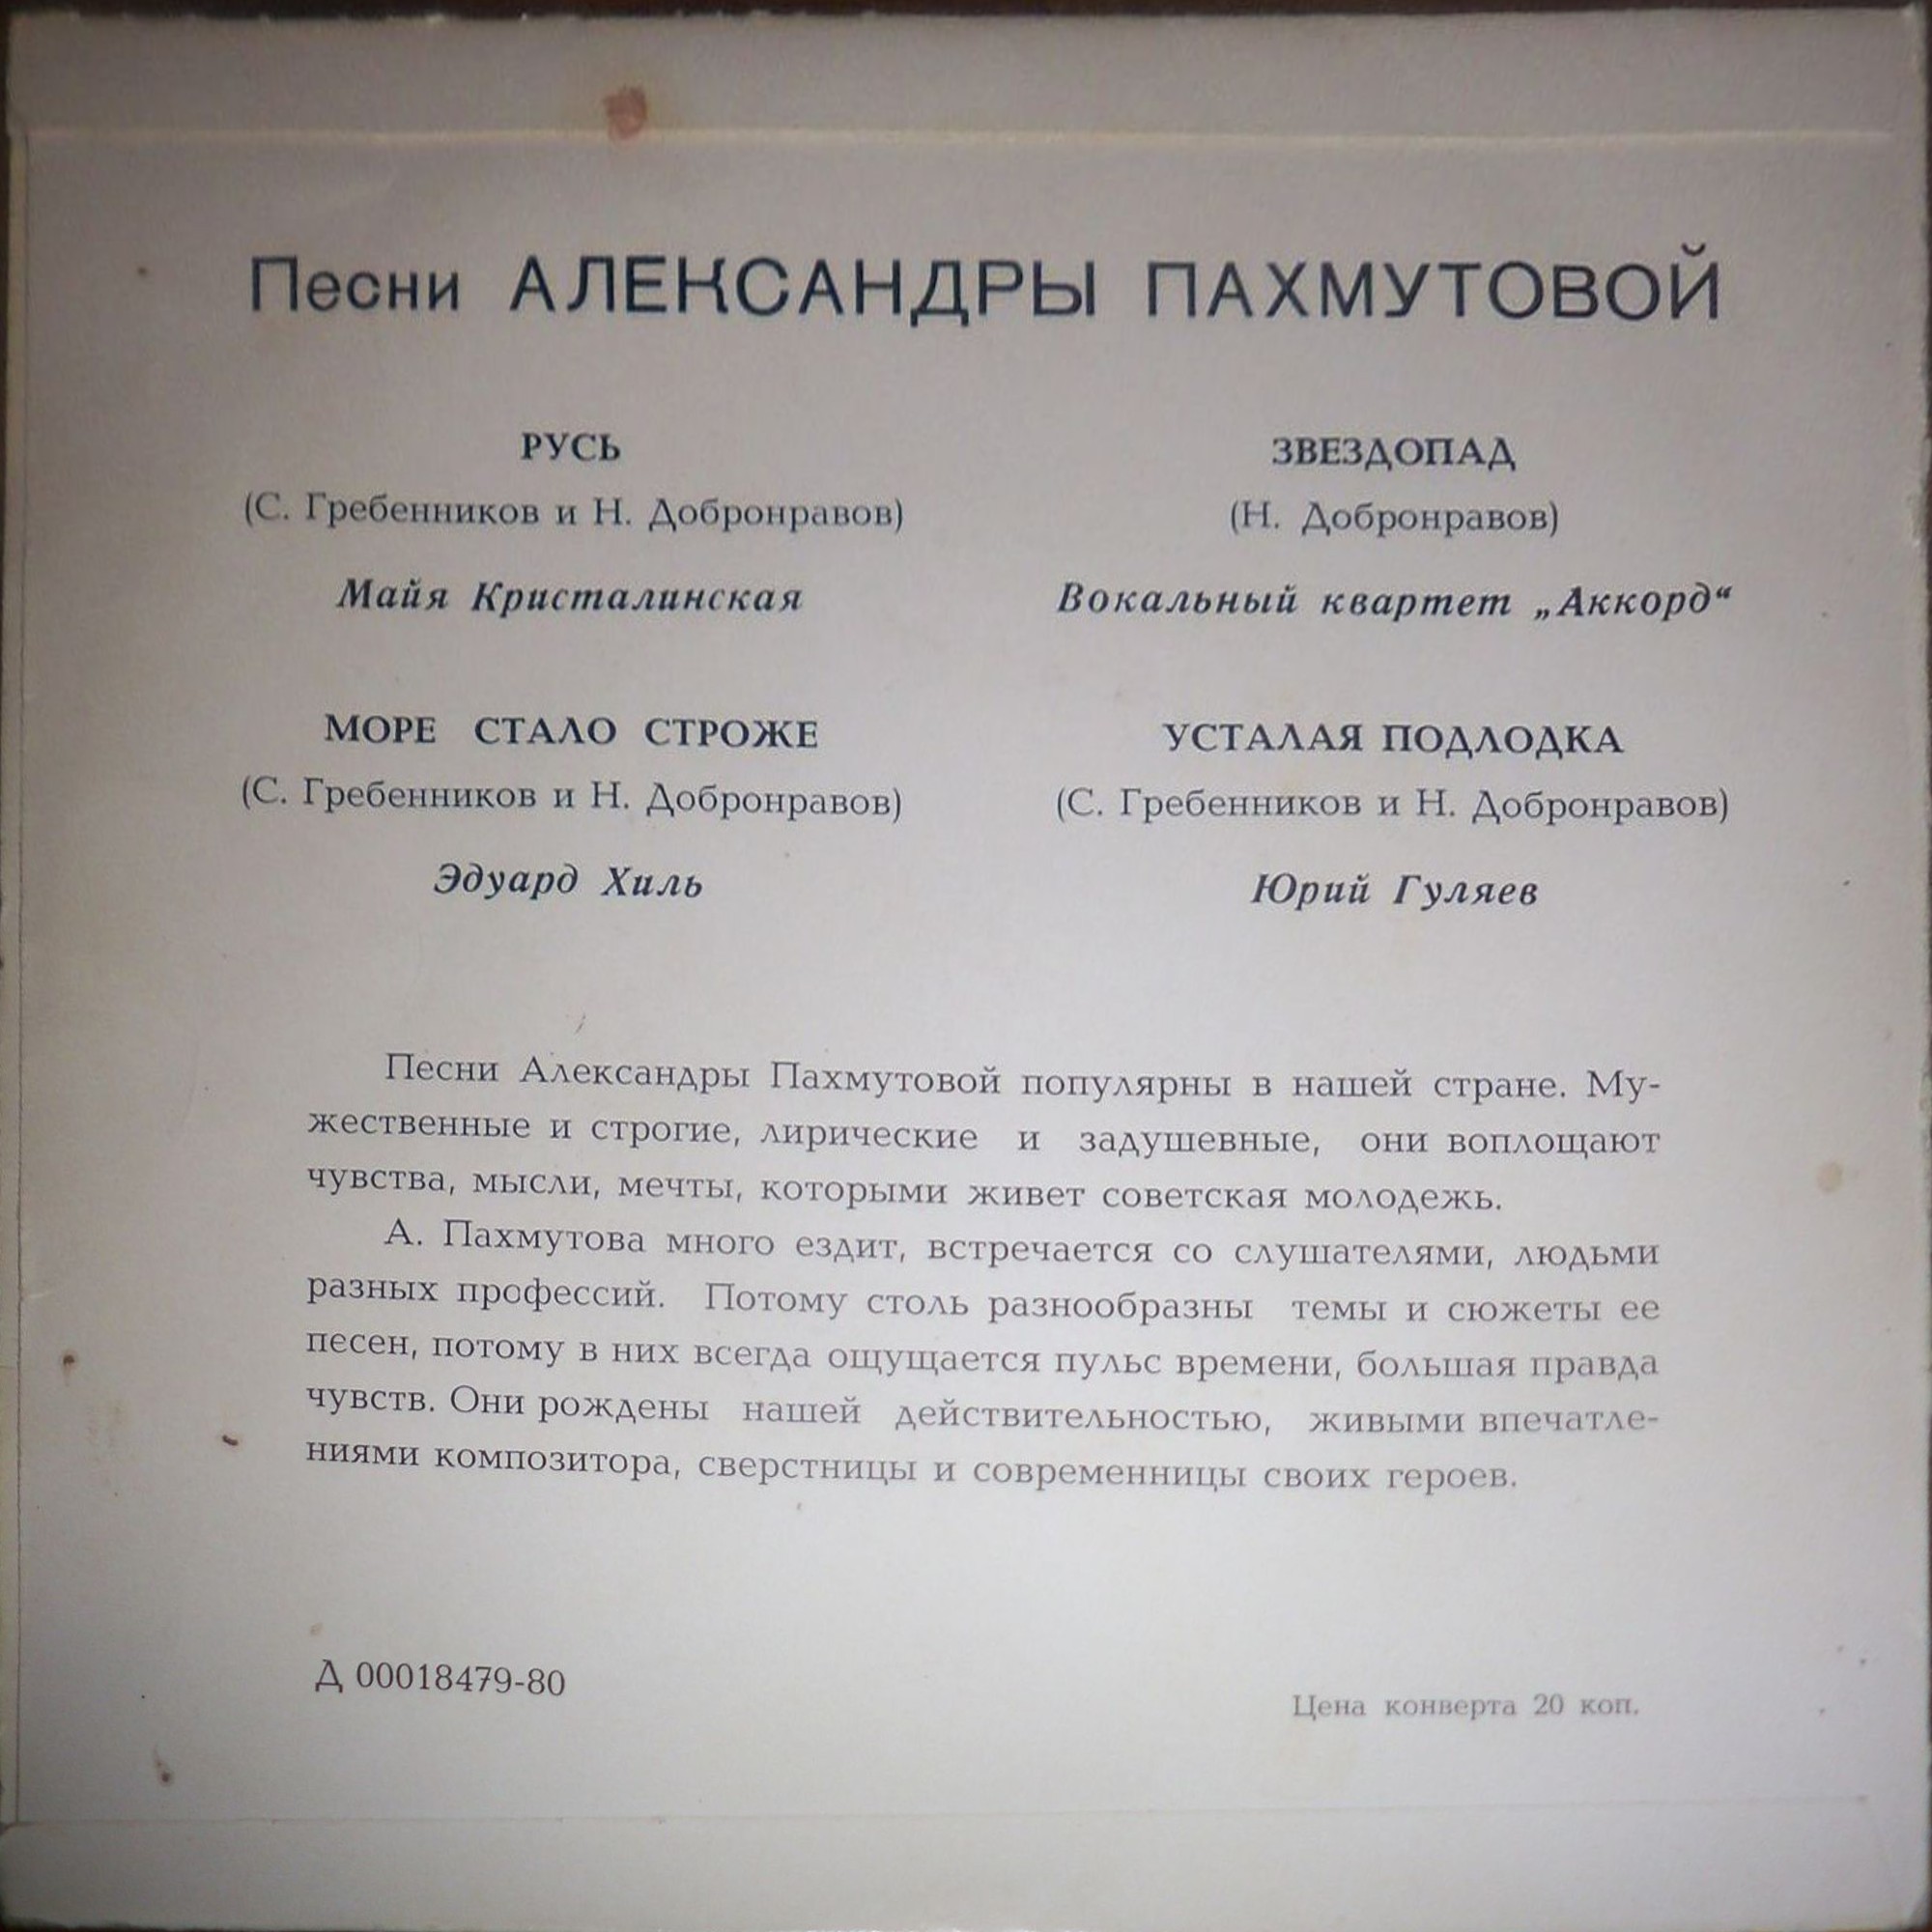 Песни АЛЕКСАНДРЫ ПАХМУТОВОЙ
РУСЬ
(С. Гребенников и Н. Добронравов)
Майя Кристалинская
МОРЕ СТАЛО СТРОЖЕ
(С. Гребенников и Н. Добронравов)
Эдуард Хиль
ЗВЕЗДОПАД
(Н. Добронравов)
Вокальный квартет „Аккорд“
УСТАЛАЯ ПОДЛОДКА
(С. Гребенников и Н. Добронравов)
Юрий Гуляев
Песни Александры Пахмутовой популярны в нашей стране. Му-
жественные и строгие, лирические и задушевные, они воплощают
чувства, мысли, мечты, которыми живет советская молодежь.
А. Пахмутова много ездит, встречается со слушателями, людьми
разных профессий. Потому столь разнообразны темы и сюжеты ее
песен, потому в них всегда ощущается пульс времени, большая правда
чувств. Они рождены нашей действительностью, живыми впечатле-
ниями композитора, сверстницы и современницы своих героев.
Д 00018479-80
Цена конверта 20 коп.